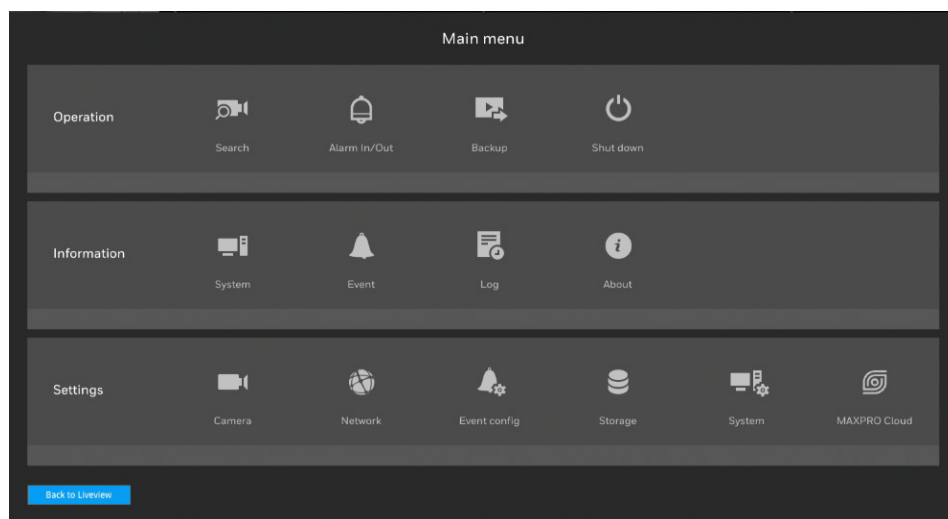 Main menu
Operation
Search
Alarm In/Out
Backup
Shut down
Information
System
Event
Log
About
Settings
Camera
Network
Event config
Storage
System
MAXPRO Cloud
Back to Liveview